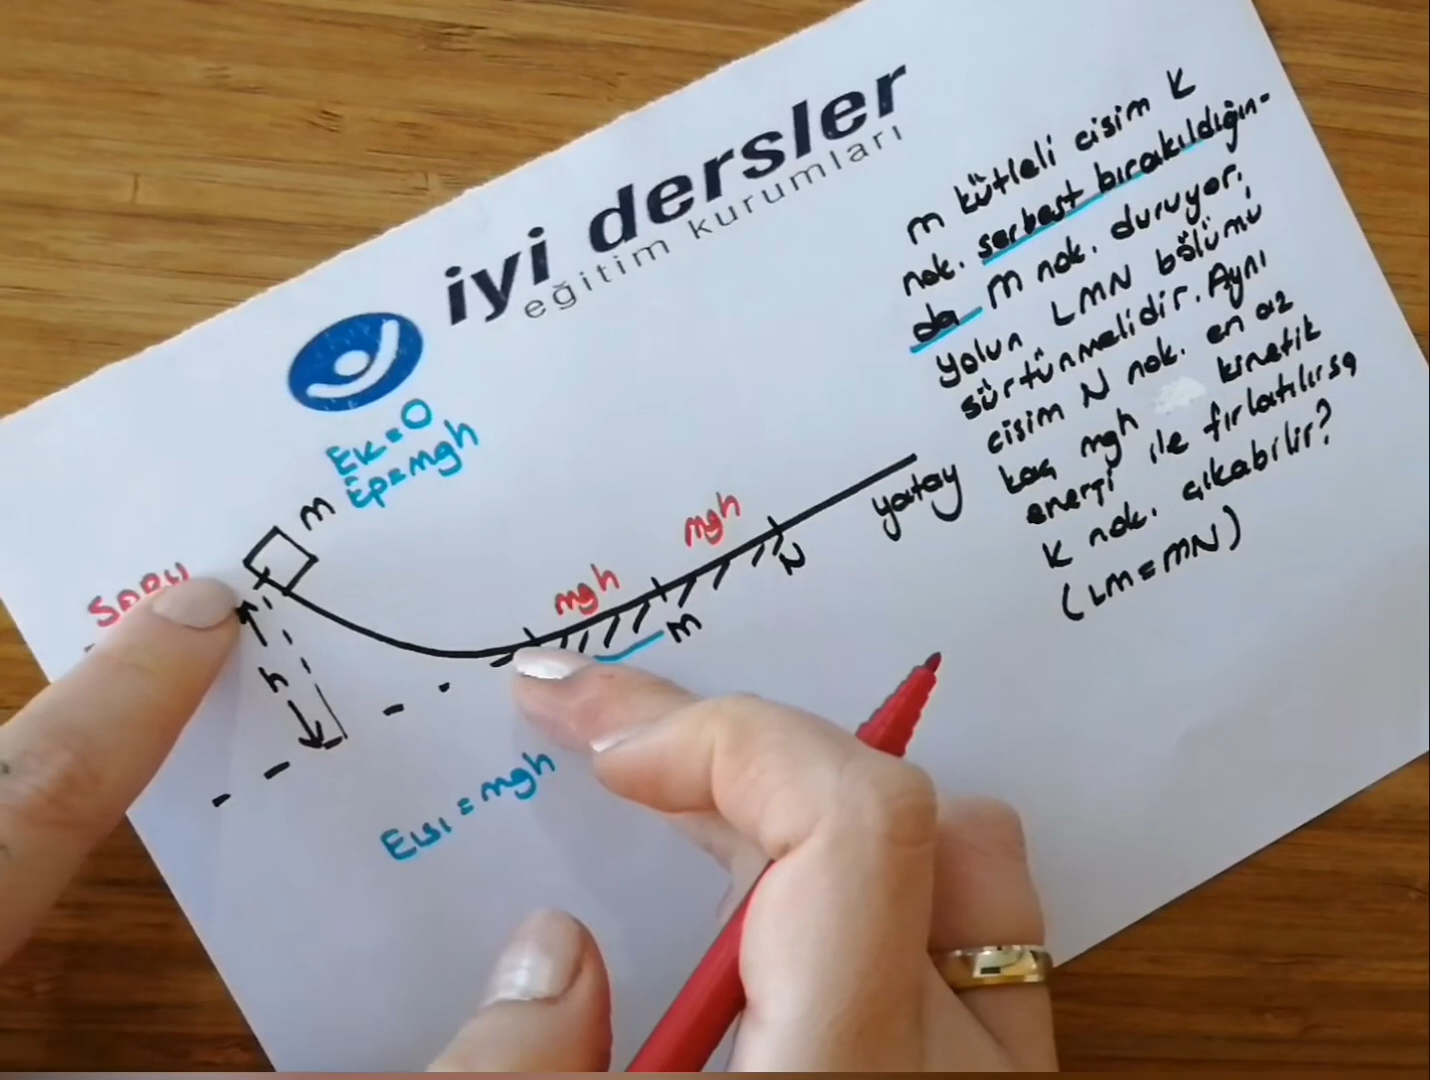 iyi dersler
eğitim kurumları
m kütleli cisim K
nok. serbest bırakıldığın-
da M nok. duruyor.
yolun LMN bölümü
sürtünmelidir. Aynı
cisim N nok. en az
kaç mgh kinetik
enerji ile fırlatılırsa
K nok. çıkabilir?
(LM=MN)
Ek=0
Ep=mgh
m
mgh
mgh
yatay
N
M
h
Eısı=mgh